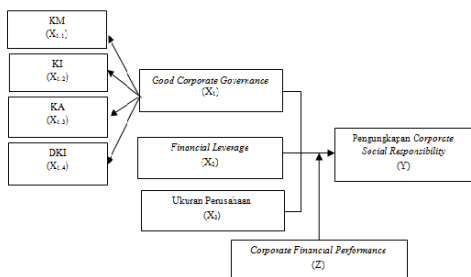 KM
(X1.1)
KI
(X1.2)
KA
(X1.3)
DKI
(X1.4)
Good Corporate Governance
(X1)
Financial Leverage
(X2)
Ukuran Perusahaan
(X3)
Pengungkapan Corporate
Social Responsibility
(Y)
Corporate Financial Performance
(Z)